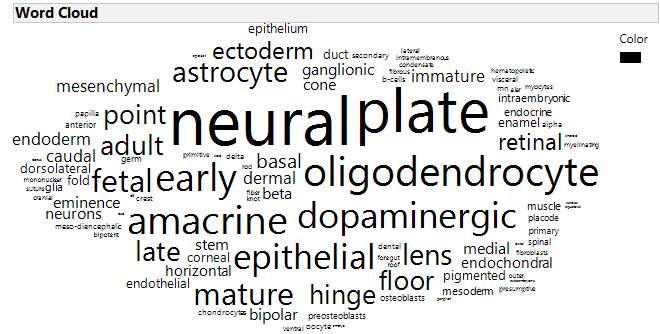 Word Cloud
Color
epithelium
ectoderm
duct
secondary
lateral
intramembranous
condensate
fibrous
b-cells
astrocyte
ganglionic
cone
immature
hematopoietic
visceral
myocytes
mn
intraembryonic
mesenchymal
papilla
anterior
point
neural
plate
endocrine
enamel
alpha
retinal
myelinating
endoderm
adult
caudal
germ
primitive
delta
basal
rod
dorsolateral
mononuclear
fold
suture
glia
cranial
fetal
early
dermal
fiber
knot
beta
oligodendrocyte
crest
eminence
neurons
amacrine
dopaminergic
muscle
placode
primary
spinal
meso-diencephalic
bipotent
late
stem
corneal
horizontal
epithelial
dental
foregut
roof
lens
medial
fibroblasts
endochondral
endothelial
floor
pigmented
outer
mesoderm
presumptive
mature
hinge
osteoblasts
chondrocytes
bipolar
preosteoblasts
ventral
oocyte